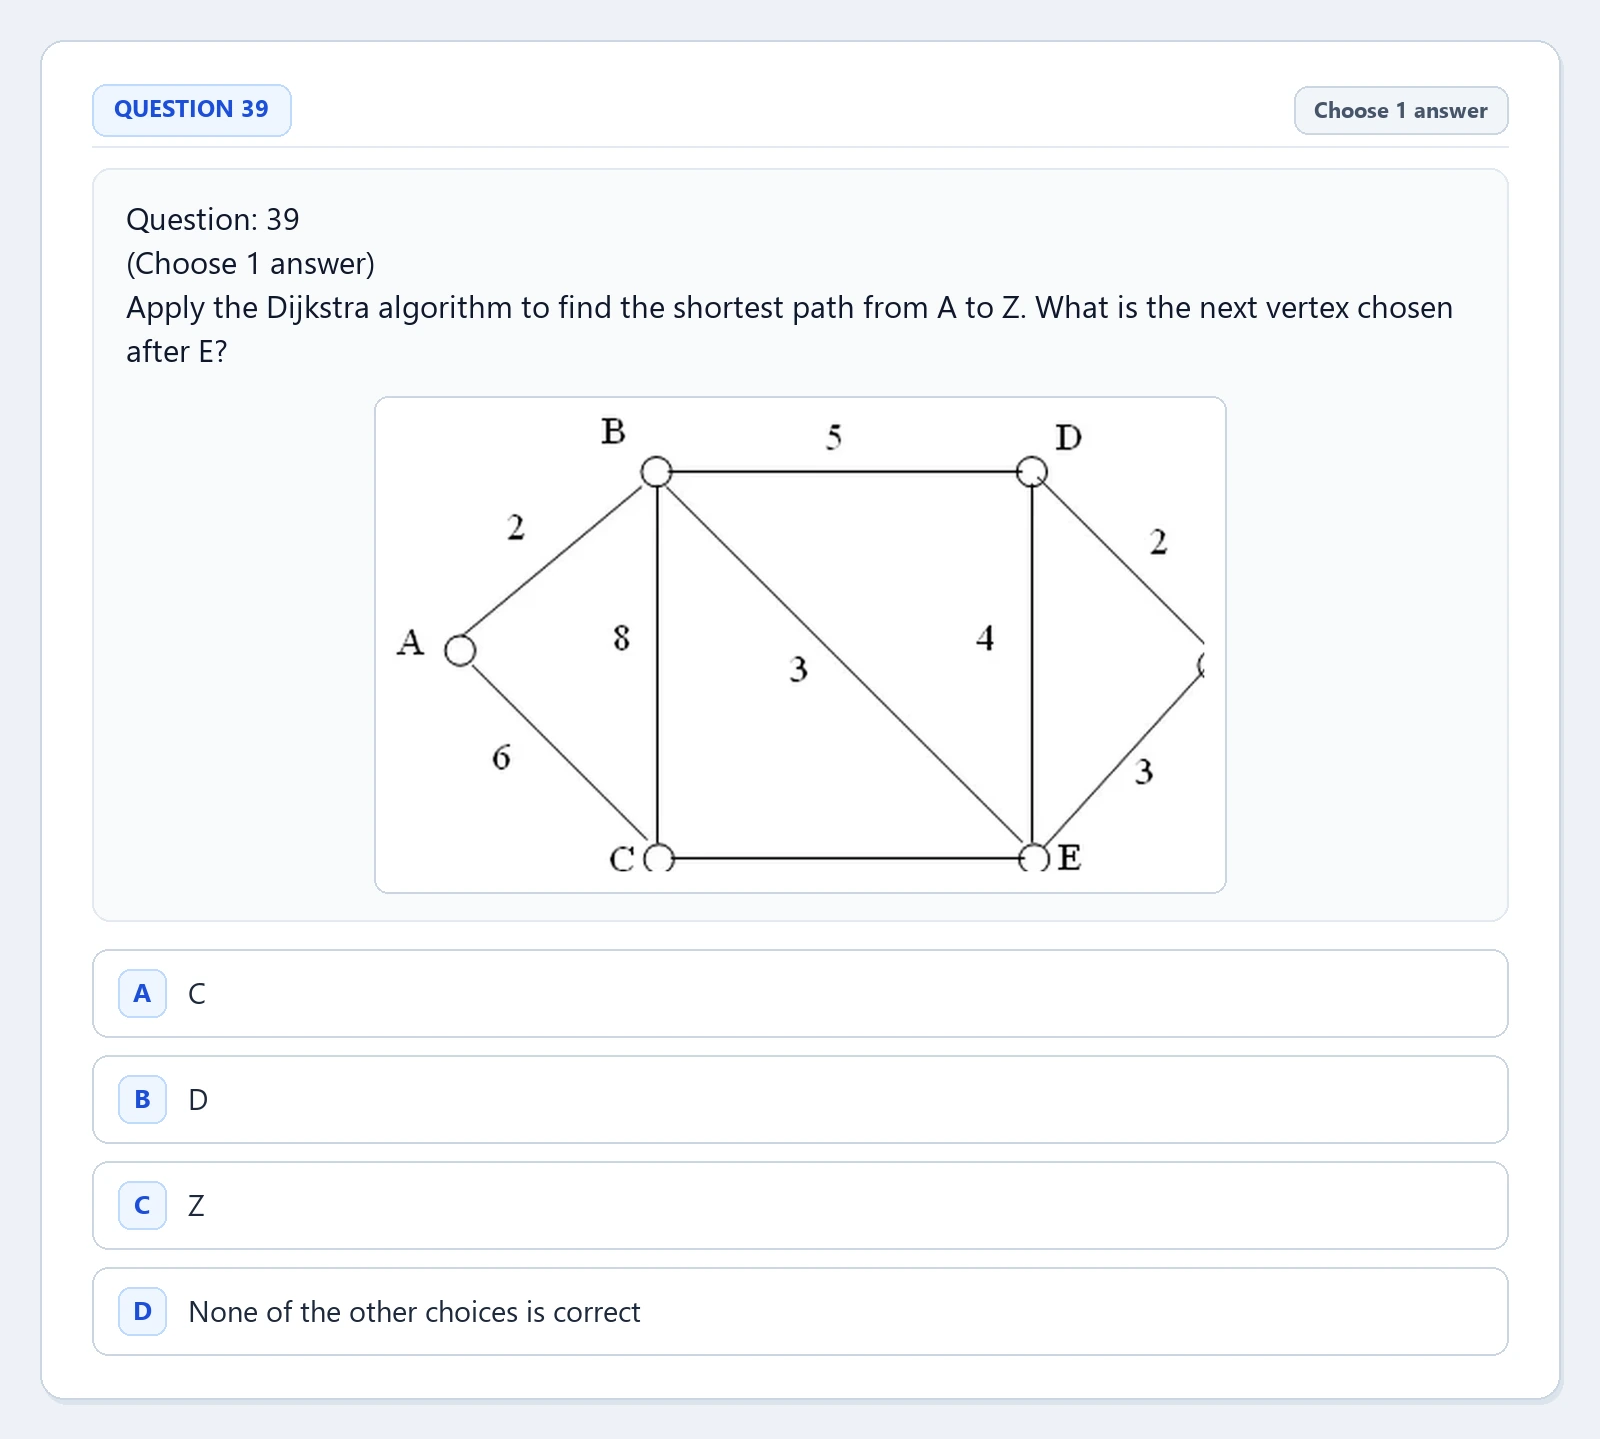 QUESTION 39
Choose 1 answer
Question: 39
(Choose 1 answer)
Apply the Dijkstra algorithm to find the shortest path from A to Z. What is the next vertex chosen
after E?
B
5
D
2
2
A
8
4
3
6
3
C
E
A C
B D
C Z
D None of the other choices is correct